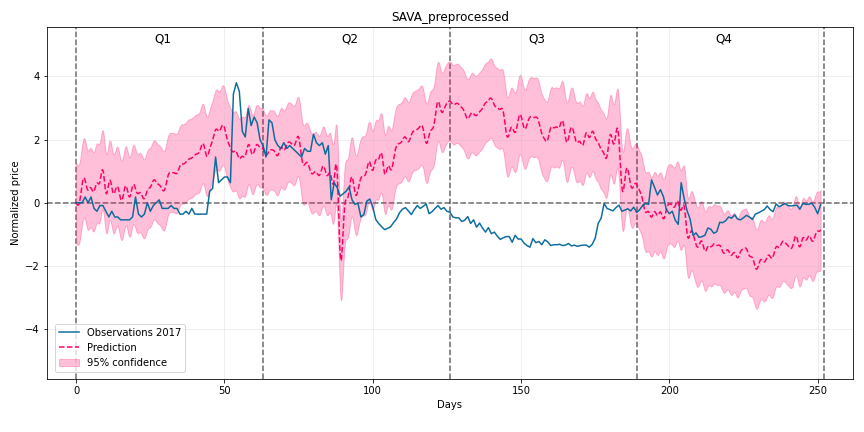 SAVA_preprocessed
Q1 Q2 Q3 Q4
4
2
0
−2
−4
Normalized price
Observations 2017
Prediction
95% confidence
0 50 100 150 200 250
Days